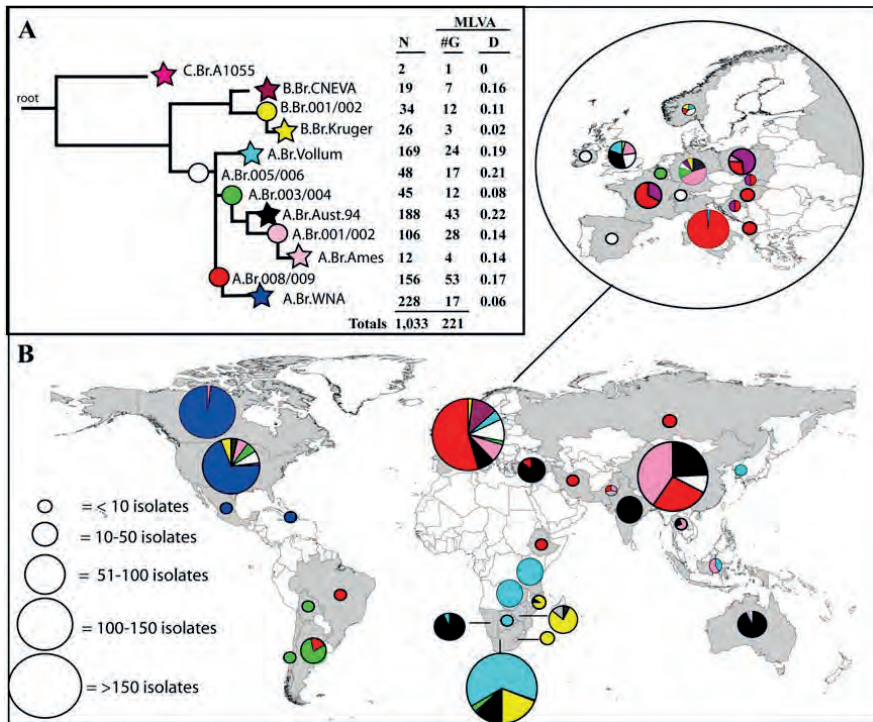 A
MLVA
N #G D
root
C.Br.A1055 2 1 0
B.Br.CNEVA 19 7 0.16
B.Br.001/002 34 12 0.11
B.Br.Kruger 26 3 0.02
A.Br.Vollum 169 24 0.19
A.Br.005/006 48 17 0.21
A.Br.003/004 45 12 0.08
A.Br.Aust.94 188 43 0.22
A.Br.001/002 106 28 0.14
A.Br.Ames 12 4 0.14
A.Br.008/009 156 53 0.17
A.Br.WNA 228 17 0.06
Totals 1,033 221
B
= < 10 isolates
= 10-50 isolates
= 51-100 isolates
= 100-150 isolates
= >150 isolates